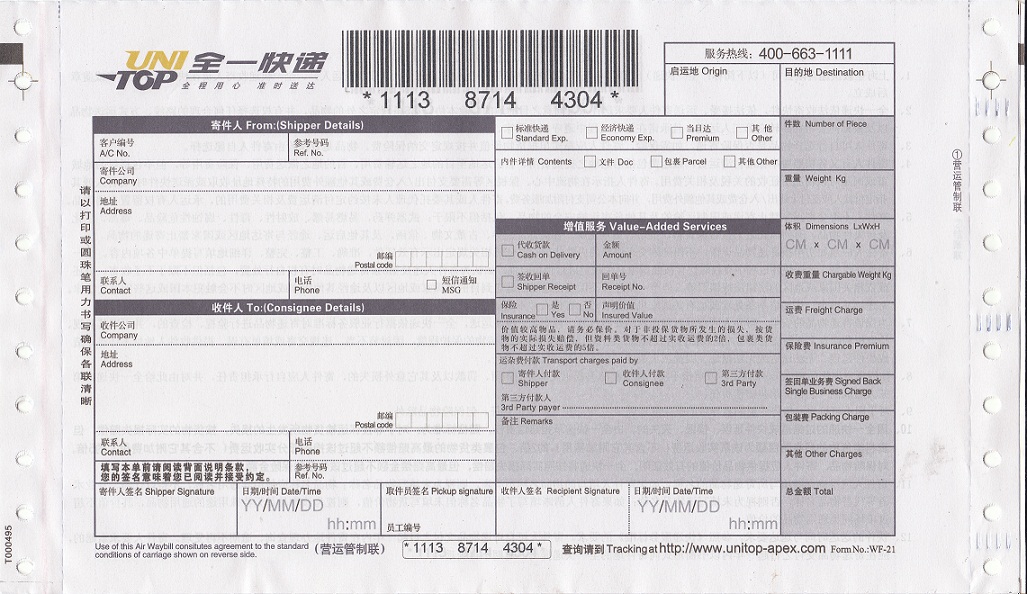 UNI
TOP
全一快递
全程用心 准时送达
* 1113 8714 4304 *
服务热线: 400-663-1111
启运地 Origin
目的地 Destination
寄件人 From:(Shipper Details)
客户编号
A/C No.
参考号码
Ref. No.
寄件公司
Company
地址
Address
邮编
Postal code
联系人
Contact
电话
Phone
短信通知
MSG
收件人 To:(Consignee Details)
收件公司
Company
地址
Address
邮编
Postal code
联系人
Contact
电话
Phone
填写本单前请阅读背面说明条款,
您的签名意味着您已阅读并接受约定。
参考号码
Ref. No.
寄件人签名 Shipper Signature
日期/时间 Date/Time
YY/MM/DD
hh:mm
取件员签名 Pickup signature
员工编号
标准快递
Standard Exp.
经济快递
Economy Exp.
当日达
Premium
其 他
Other
内件详情 Contents
文件 Doc
包裹 Parcel
其他 Other
增值服务 Value-Added Services
代收货款
Cash on Delivery
金额
Amount
签收回单
Shipper Receipt
回单号
Receipt No.
保险
Insurance
是
Yes
否
No
声明价值
Insured Value
价值较高物品,请务必保价。对于非投保货物所发生的损失,按货
物的实际损失赔偿,但资料类货物不超过实收运费的2倍,包裹类货
物不超过实收运费的5倍。
运杂费付款 Transport charges paid by
寄件人付款
Shipper
收件人付款
Consignee
第三方付款
3rd Party
第三方付款人
3rd Party payer
备注 Remarks
收件人签名 Recipient Signature
日期/时间 Date/Time
YY/MM/DD
hh:mm
件数 Number of Piece
重量 Weight Kg
体积 Dimensions LxWxH
CM x CM x CM
收费重量 Chargable Weight Kg
运费 Freight Charge
保险费 Insurance Premium
签回单业务费 Signed Back
Single Business Charge
包装费 Packing Charge
其他 Other Charges
总金额 Total
请以打印或圆珠笔用力书写确保各联清晰
①营运管制联
T000495
Use of this Air Waybill consitutes agreement to the standard
conditions of carriage shown on reverse side.
(营运管制联)
* 1113 8714 4304 *
查询请到 Tracking at http://www.unitop-apex.com
Form No.:WF-21